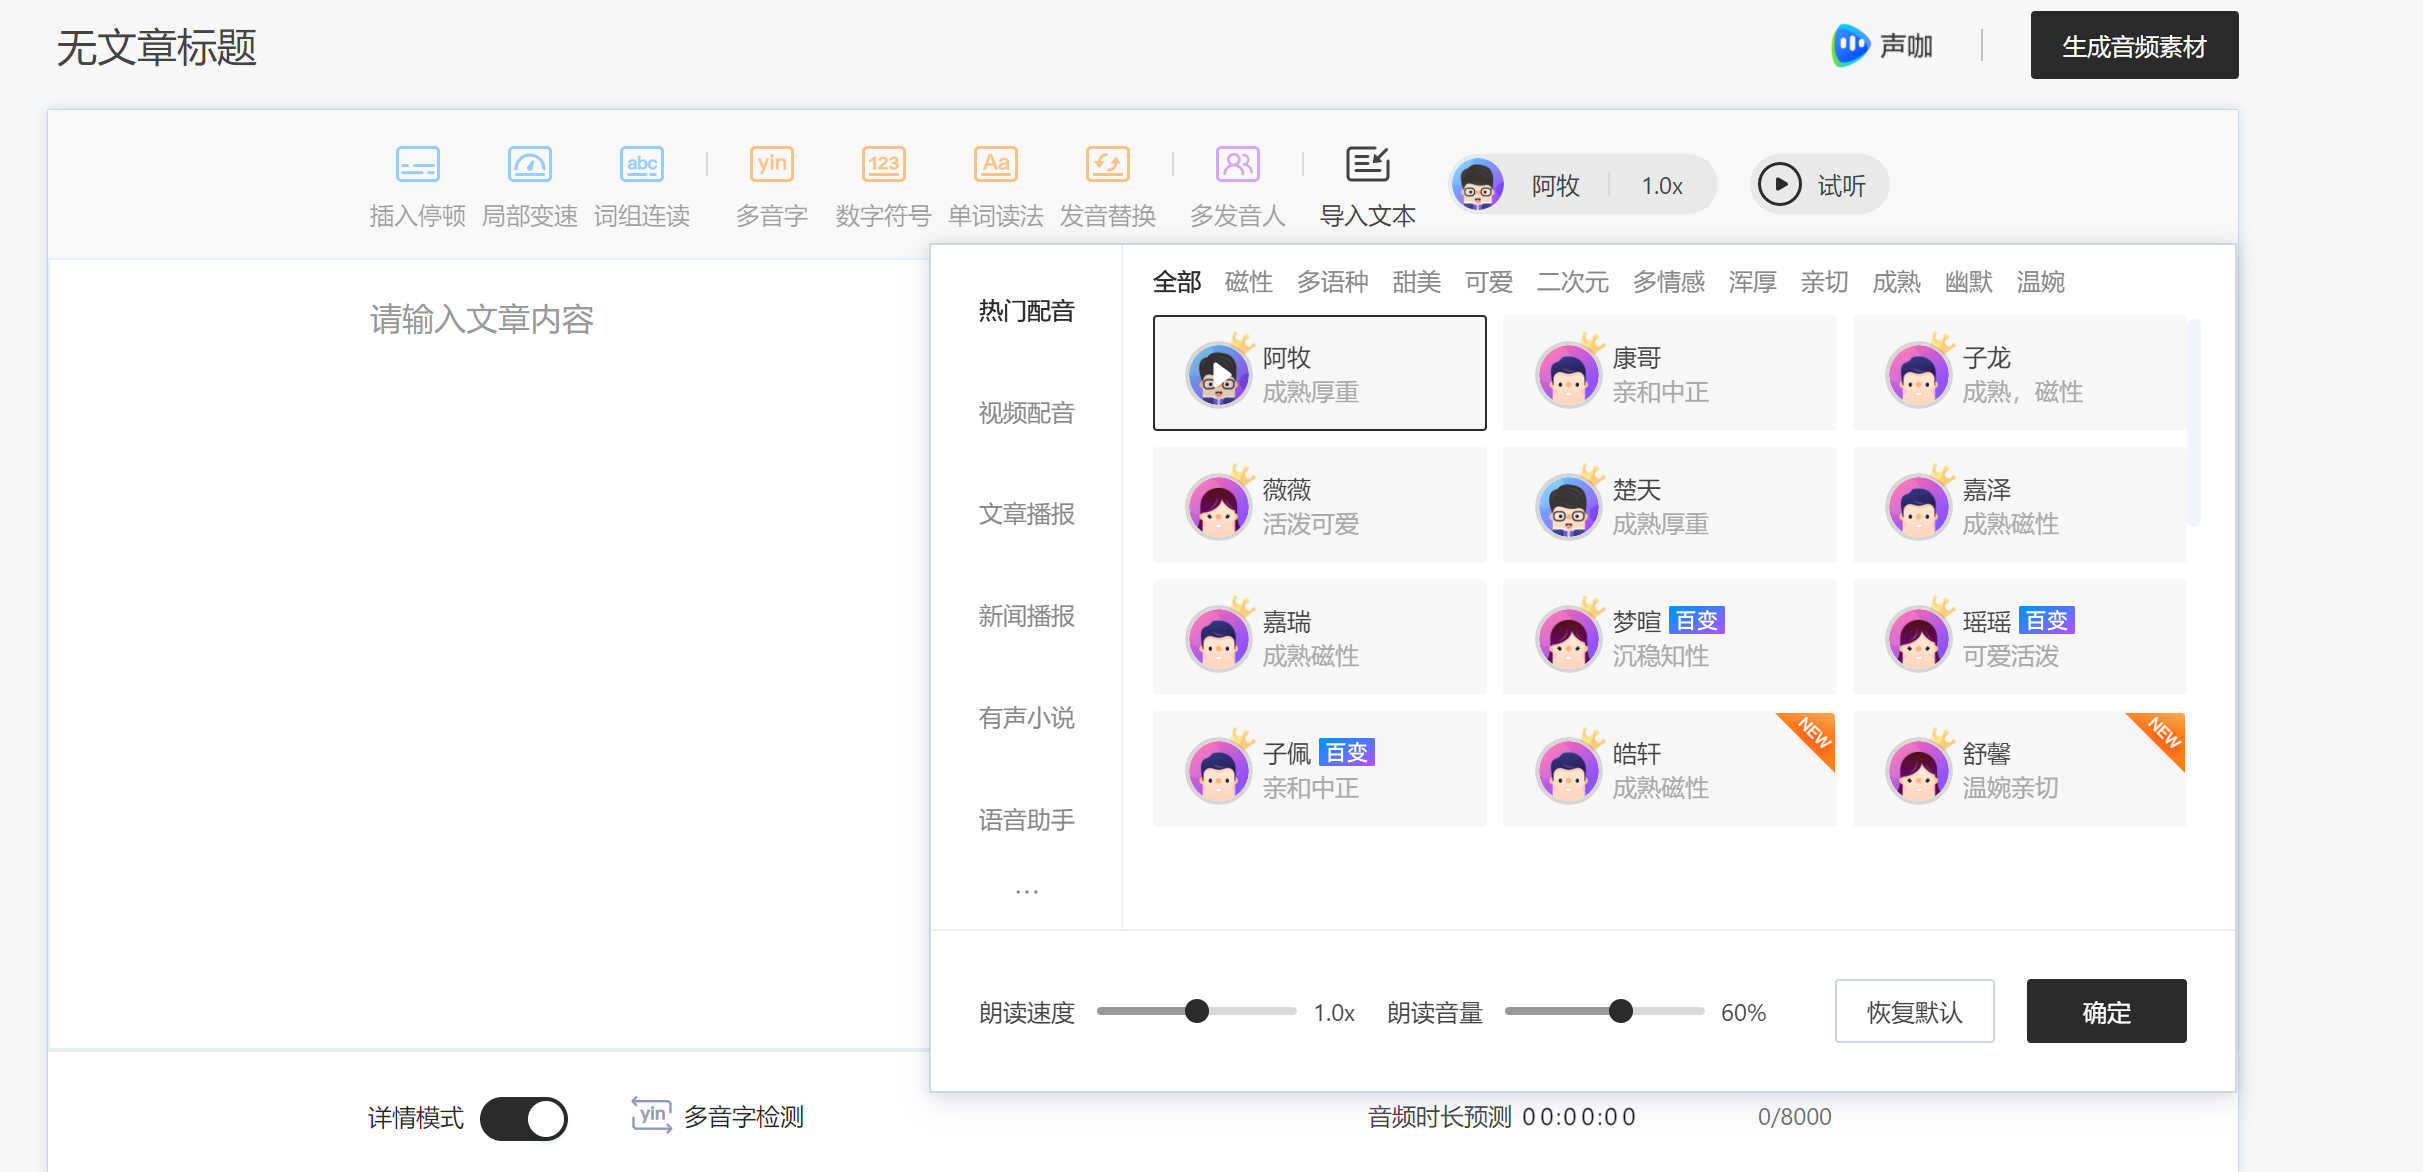 无文章标题
声咖
生成音频素材
abc
yin
123
Aa
插入停顿 局部变速 词组连读 多音字 数字符号 单词读法 发音替换 多发音人 导入文本
阿牧 1.0x 试听
请输入文章内容
热门配音
视频配音
文章播报
新闻播报
有声小说
语音助手
...
全部 磁性 多语种 甜美 可爱 二次元 多情感 浑厚 亲切 成熟 幽默 温婉
阿牧
成熟厚重
康哥
亲和中正
子龙
成熟，磁性
薇薇
活泼可爱
楚天
成熟厚重
嘉泽
成熟磁性
嘉瑞
成熟磁性
梦暄 百变
沉稳知性
瑶瑶 百变
可爱活泼
子佩 百变
亲和中正
皓轩
成熟磁性
NEW
舒馨
温婉亲切
NEW
朗读速度 1.0x 朗读音量 60% 恢复默认 确定
详情模式 yin 多音字检测 音频时长预测 00:00:00 0/8000